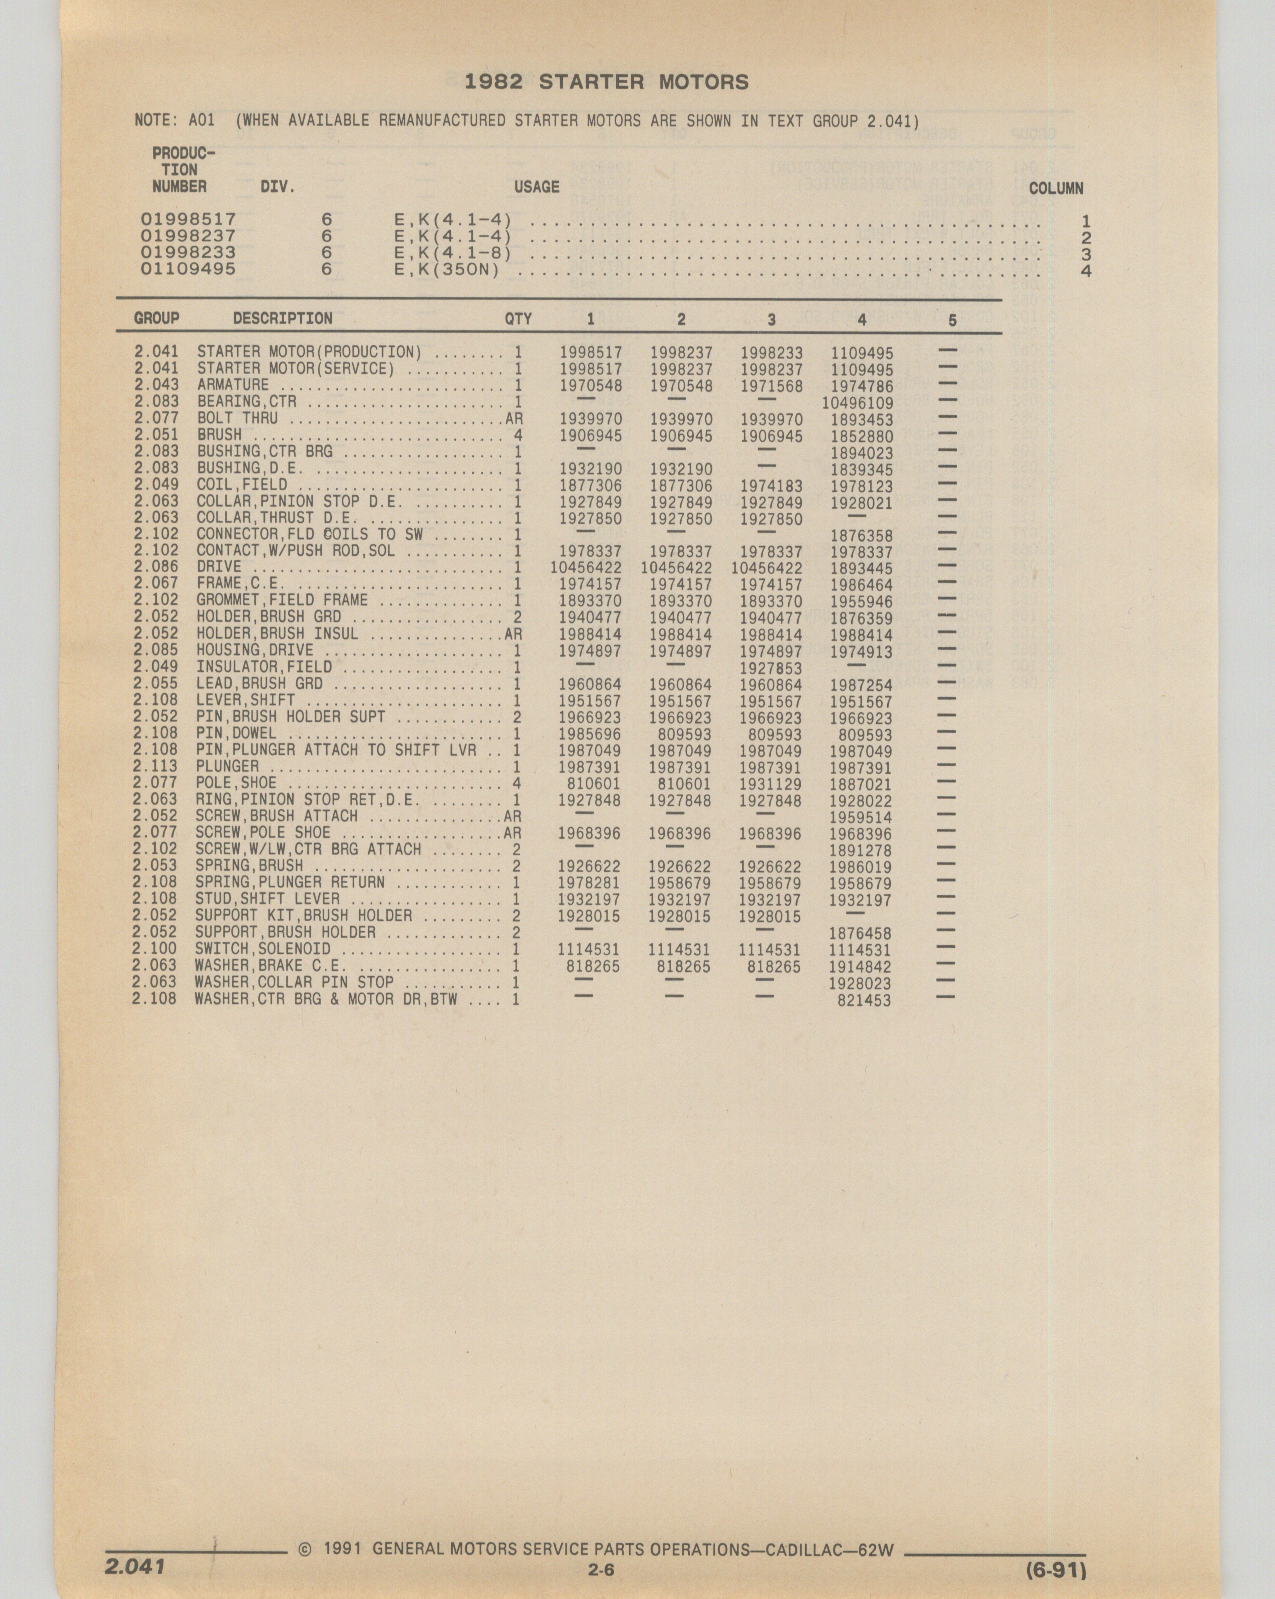 1982 STARTER MOTORS
NOTE: A01 (WHEN AVAILABLE REMANUFACTURED STARTER MOTORS ARE SHOWN IN TEXT GROUP 2.041)
PRODUC-
TION
NUMBER DIV. USAGE COLUMN
01998517 6 E,K(4.1-4) ........................................ 1
01998237 6 E,K(4.1-4) ........................................ 2
01998233 6 E,K(4.1-8) ........................................ 3
01109495 6 E,K(350N) ........................................ 4
GROUP DESCRIPTION QTY 1 2 3 4 5
2.041 STARTER MOTOR(PRODUCTION) ........ 1 1998517 1998237 1998233 1109495 —
2.041 STARTER MOTOR(SERVICE) ........... 1 1998517 1998237 1998237 1109495 —
2.043 ARMATURE ......................... 1 1970548 1970548 1971568 1974786 —
2.083 BEARING,CTR ...................... 1 — — — 10496109 —
2.077 BOLT THRU ........................AR 1939970 1939970 1939970 1893453 —
2.051 BRUSH ............................ 4 1906945 1906945 1906945 1852880 —
2.083 BUSHING,CTR BRG .................. 1 — — — 1894023 —
2.083 BUSHING,D.E. ..................... 1 1932190 1932190 — 1839345 —
2.049 COIL,FIELD ....................... 1 1877306 1877306 1974183 1978123 —
2.063 COLLAR,PINION STOP D.E. .......... 1 1927849 1927849 1927849 1928021 —
2.063 COLLAR,THRUST D.E. ............... 1 1927850 1927850 1927850 — —
2.102 CONNECTOR,FLD COILS TO SW ........ 1 — — — 1876358 —
2.102 CONTACT,W/PUSH ROD,SOL ........... 1 1978337 1978337 1978337 1978337 —
2.086 DRIVE ............................ 1 10456422 10456422 10456422 1893445 —
2.067 FRAME,C.E. ....................... 1 1974157 1974157 1974157 1986464 —
2.102 GROMMET,FIELD FRAME .............. 1 1893370 1893370 1893370 1955946 —
2.052 HOLDER,BRUSH GRD ................. 2 1940477 1940477 1940477 1876359 —
2.052 HOLDER,BRUSH INSUL ...............AR 1988414 1988414 1988414 1988414 —
2.085 HOUSING,DRIVE .................... 1 1974897 1974897 1974897 1974913 —
2.049 INSULATOR,FIELD .................. 1 — — 1927853 — —
2.055 LEAD,BRUSH GRD ................... 1 1960864 1960864 1960864 1987254 —
2.108 LEVER,SHIFT ...................... 1 1951567 1951567 1951567 1951567 —
2.052 PIN,BRUSH HOLDER SUPT ............ 2 1966923 1966923 1966923 1966923 —
2.108 PIN,DOWEL ........................ 1 1985696 809593 809593 809593 —
2.108 PIN,PLUNGER ATTACH TO SHIFT LVR .. 1 1987049 1987049 1987049 1987049 —
2.113 PLUNGER .......................... 1 1987391 1987391 1987391 1987391 —
2.077 POLE,SHOE ........................ 4 810601 810601 1931129 1887021 —
2.063 RING,PINION STOP RET,D.E. ........ 1 1927848 1927848 1927848 1928022 —
2.052 SCREW,BRUSH ATTACH ...............AR — — — 1959514 —
2.077 SCREW,POLE SHOE ..................AR 1968396 1968396 1968396 1968396 —
2.102 SCREW,W/LW,CTR BRG ATTACH ........ 2 — — — 1891278 —
2.053 SPRING,BRUSH ..................... 2 1926622 1926622 1926622 1986019 —
2.108 SPRING,PLUNGER RETURN ............ 1 1978281 1958679 1958679 1958679 —
2.108 STUD,SHIFT LEVER ................. 1 1932197 1932197 1932197 1932197 —
2.052 SUPPORT KIT,BRUSH HOLDER ......... 2 1928015 1928015 1928015 — —
2.052 SUPPORT,BRUSH HOLDER ............. 2 — — — 1876458 —
2.100 SWITCH,SOLENOID .................. 1 1114531 1114531 1114531 1114531 —
2.063 WASHER,BRAKE C.E. ................ 1 818265 818265 818265 1914842 —
2.063 WASHER,COLLAR PIN STOP ........... 1 — — — 1928023 —
2.108 WASHER,CTR BRG & MOTOR DR,BTW .... 1 — — — 821453 —
© 1991 GENERAL MOTORS SERVICE PARTS OPERATIONS—CADILLAC—62W
2.041 2-6 (6-91)